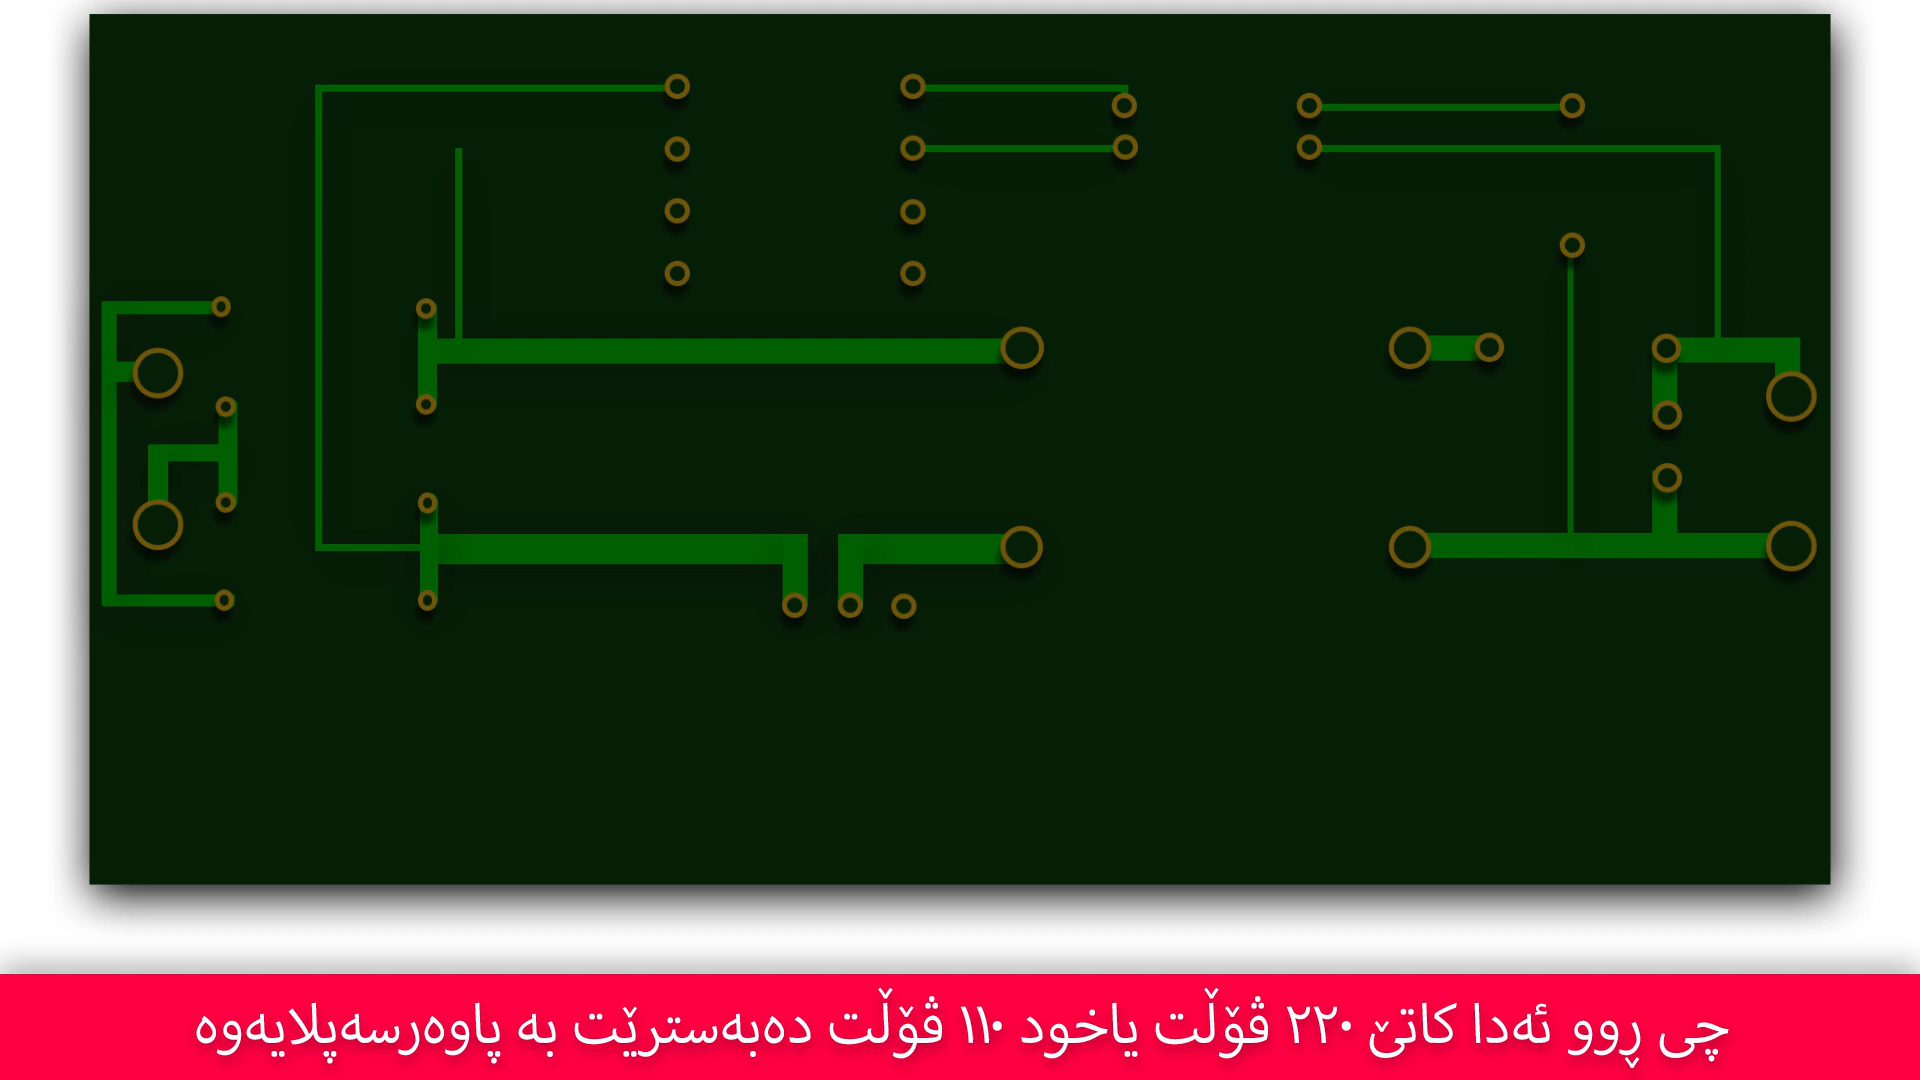 چی ڕوو ئەدا کاتێ ٢٢٠ ڤۆڵت یاخود ١١٠ ڤۆڵت دەبەسترێت بە پاوەرسەپلایەوە